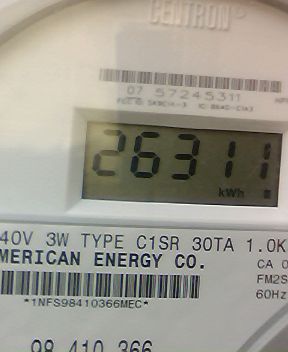 CENTRON®
07 57245311
26311
kWh
40V 3W TYPE C1SR 30TA 1.0K
MERICAN ENERGY CO.
CA 0
FM2S
60Hz
*1NFS98410366MEC*
98 410 366